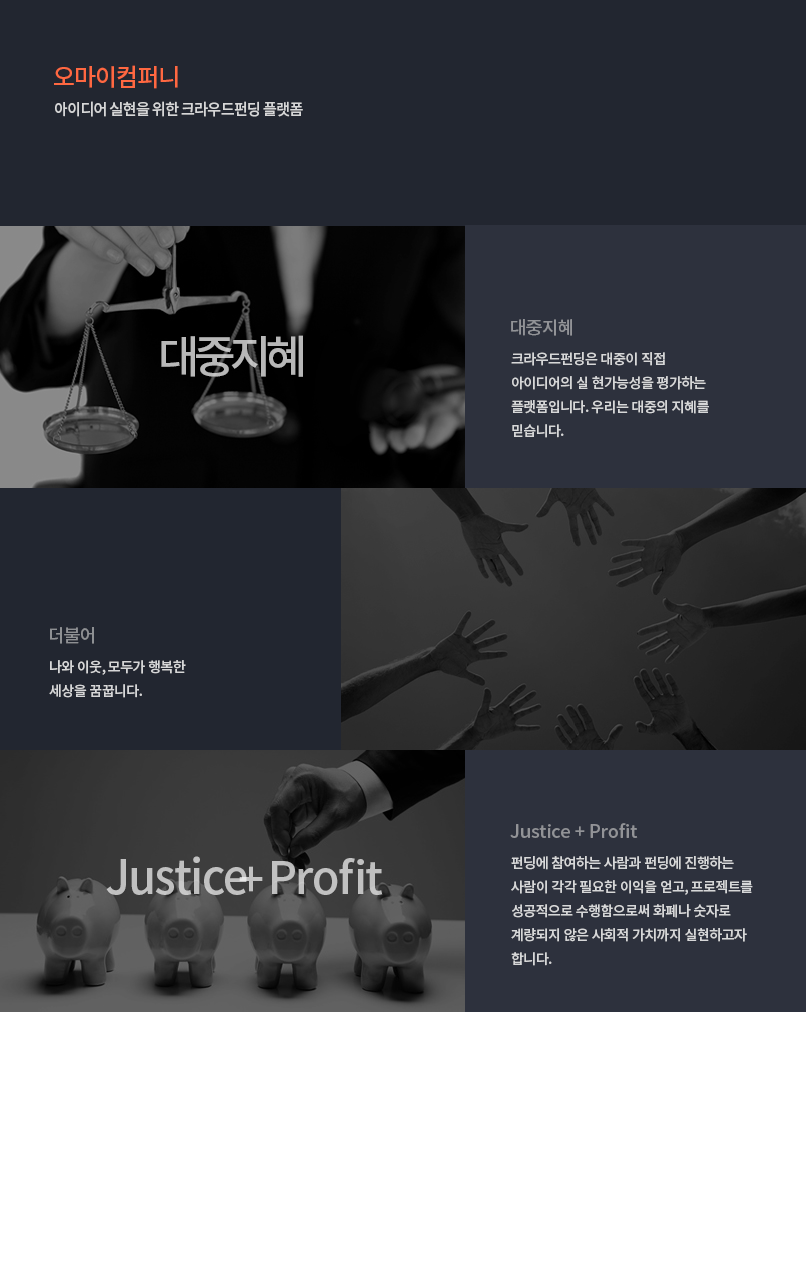 오마이컴퍼니
아이디어 실현을 위한 크라우드펀딩 플랫폼
대중지혜
대중지혜
크라우드펀딩은 대중이 직접
아이디어의 실 현가능성을 평가하는
플랫폼입니다. 우리는 대중의 지혜를
믿습니다.
더불어
나와 이웃, 모두가 행복한
세상을 꿈꿉니다.
Justice+ Profit
Justice + Profit
펀딩에 참여하는 사람과 펀딩에 진행하는
사람이 각각 필요한 이익을 얻고, 프로젝트를
성공적으로 수행함으로써 화폐나 숫자로
계량되지 않은 사회적 가치까지 실현하고자
합니다.